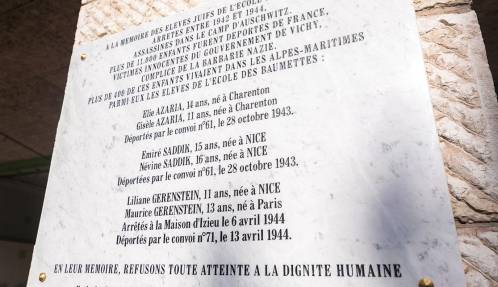 A LA MEMOIRE DES ELEVES JUIFS DE L'ECOLE
ARRETES ENTRE 1942 ET 1944,
ASSASSINES DANS LE CAMP D'AUSCHWITZ.
PLUS DE 11.000 ENFANTS FURENT DEPORTES DE FRANCE,
VICTIMES INNOCENTES DU GOUVERNEMENT DE VICHY,
COMPLICE DE LA BARBARIE NAZIE.
PLUS DE 400 DE CES ENFANTS VIVAIENT DANS LES ALPES-MARITIMES
PARMI EUX LES ELEVES DE L'ECOLE DES BAUMETTES :
Elie AZARIA, 14 ans, né à Charenton
Gisèle AZARIA, 11 ans, née à Charenton
Déportés par le convoi n°61, le 28 octobre 1943.
Emiré SADDIK, 15 ans, née à NICE
Névine SADDIK, 16 ans, née à NICE
Déportées par le convoi n°61, le 28 octobre 1943.
Liliane GERENSTEIN, 11 ans, née à NICE
Maurice GERENSTEIN, 13 ans, né à Paris
Arrêtés à la Maison d'Izieu le 6 avril 1944
Déportés par le convoi n°71, le 13 avril 1944.
EN LEUR MEMOIRE, REFUSONS TOUTE ATTEINTE A LA DIGNITE HUMAINE